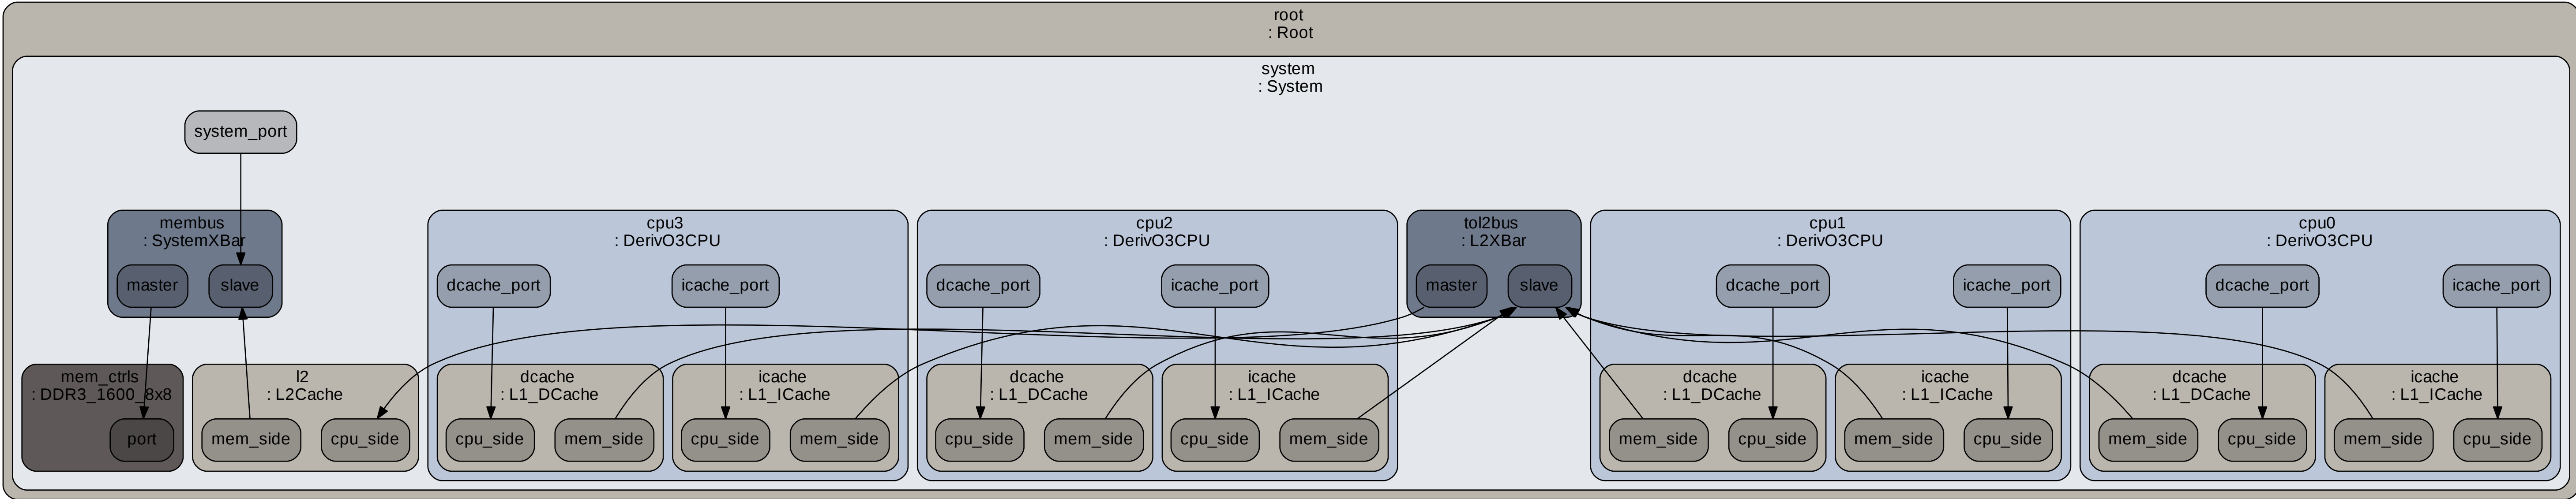 root
: Root
system
: System
system_port
membus
: SystemXBar
master
slave
cpu3
: DerivO3CPU
dcache_port
icache_port
cpu2
: DerivO3CPU
dcache_port
icache_port
tol2bus
: L2XBar
master
slave
cpu1
: DerivO3CPU
dcache_port
icache_port
cpu0
: DerivO3CPU
dcache_port
icache_port
mem_ctrls
: DDR3_1600_8x8
port
l2
: L2Cache
mem_side
cpu_side
dcache
: L1_DCache
cpu_side
mem_side
icache
: L1_ICache
cpu_side
mem_side
dcache
: L1_DCache
cpu_side
mem_side
icache
: L1_ICache
cpu_side
mem_side
dcache
: L1_DCache
mem_side
cpu_side
icache
: L1_ICache
mem_side
cpu_side
dcache
: L1_DCache
mem_side
cpu_side
icache
: L1_ICache
mem_side
cpu_side